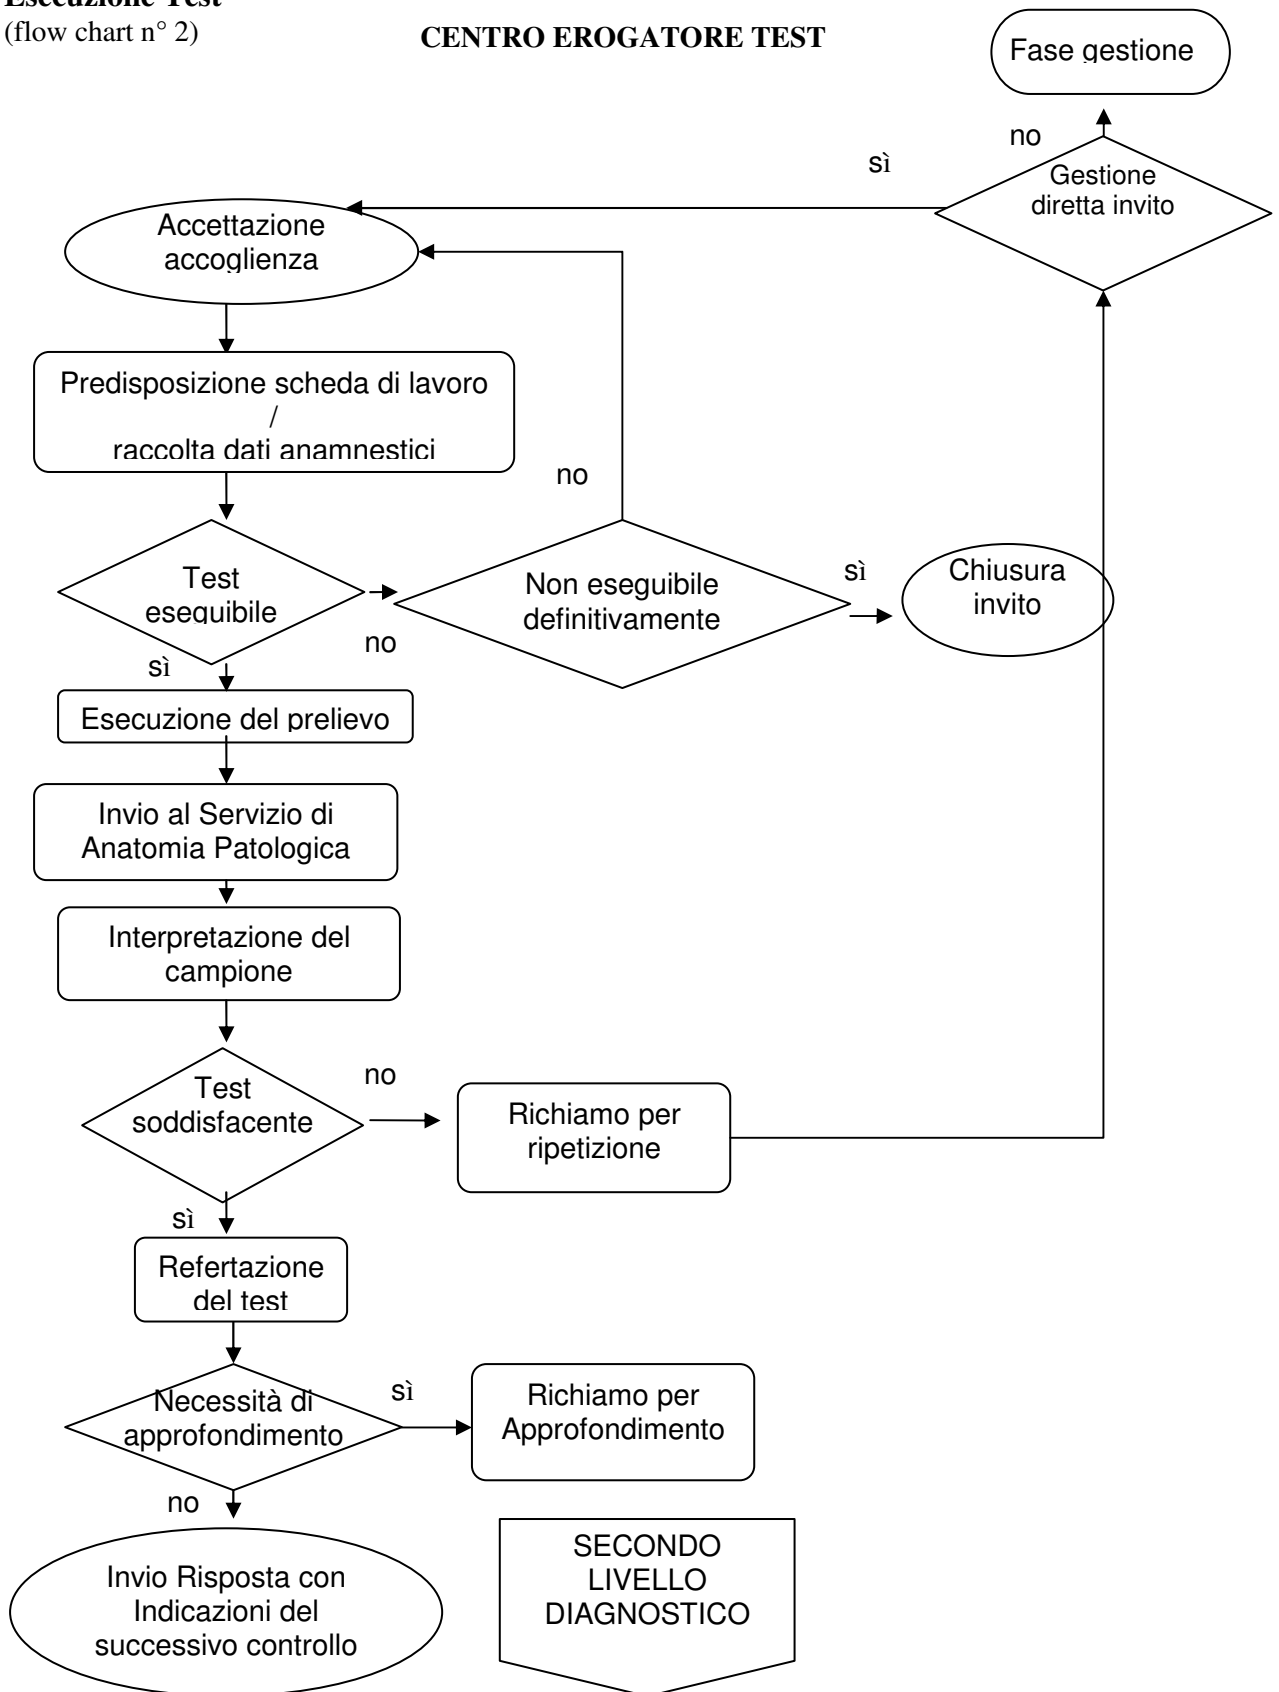 Esecuzione Test
(flow chart n° 2)
CENTRO EROGATORE TEST
Fase gestione
no
sì
Gestione
diretta invito
Accettazione
accoglienza
Predisposizione scheda di lavoro
/
raccolta dati anamnestici
no
Test
eseguibile
Non eseguibile
definitivamente
sì
Chiusura
invito
no
sì
Esecuzione del prelievo
Invio al Servizio di
Anatomia Patologica
Interpretazione del
campione
Test
soddisfacente
no
Richiamo per
ripetizione
sì
Refertazione
del test
Necessità di
approfondimento
sì
Richiamo per
Approfondimento
no
Invio Risposta con
Indicazioni del
successivo controllo
SECONDO
LIVELLO
DIAGNOSTICO